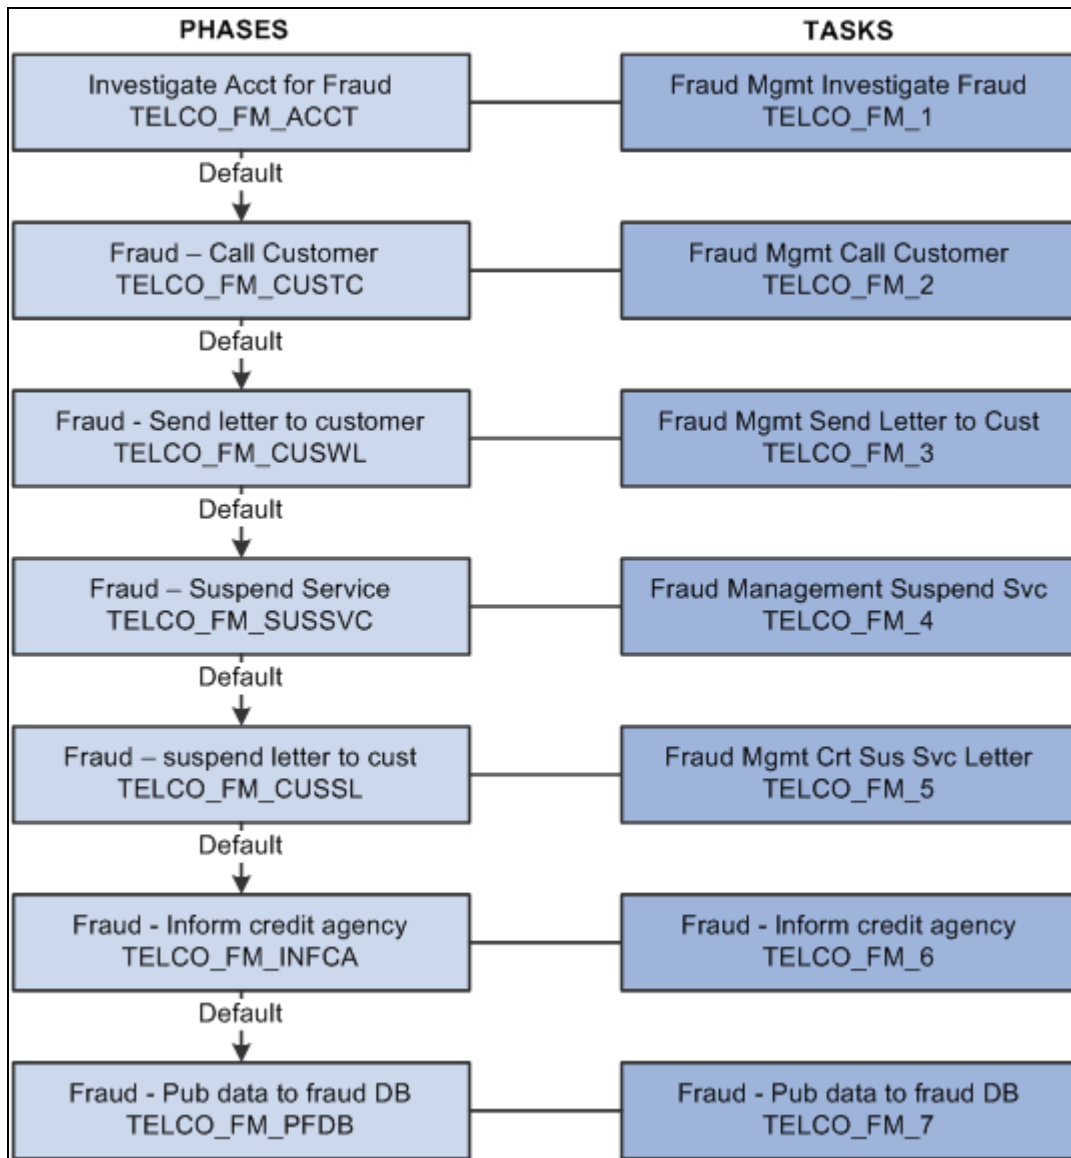 PHASES
TASKS
Investigate Acct for Fraud
TELCO_FM_ACCT
Fraud Mgmt Investigate Fraud
TELCO_FM_1
Default
Fraud – Call Customer
TELCO_FM_CUSTC
Fraud Mgmt Call Customer
TELCO_FM_2
Default
Fraud - Send letter to customer
TELCO_FM_CUSWL
Fraud Mgmt Send Letter to Cust
TELCO_FM_3
Default
Fraud – Suspend Service
TELCO_FM_SUSSVC
Fraud Management Suspend Svc
TELCO_FM_4
Default
Fraud – suspend letter to cust
TELCO_FM_CUSSL
Fraud Mgmt Crt Sus Svc Letter
TELCO_FM_5
Default
Fraud - Inform credit agency
TELCO_FM_INFCA
Fraud - Inform credit agency
TELCO_FM_6
Default
Fraud - Pub data to fraud DB
TELCO_FM_PFDB
Fraud - Pub data to fraud DB
TELCO_FM_7